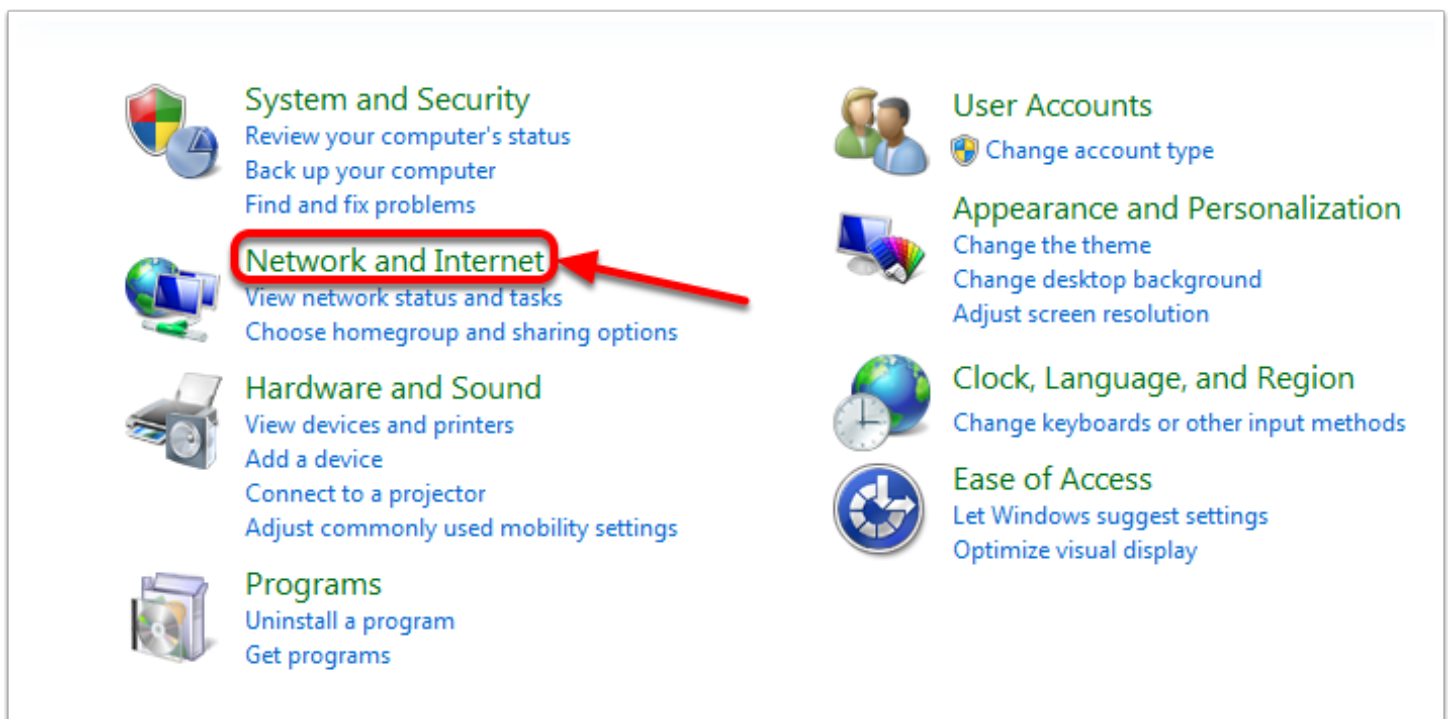 System and Security
Review your computer's status
Back up your computer
Find and fix problems
Network and Internet
View network status and tasks
Choose homegroup and sharing options
Hardware and Sound
View devices and printers
Add a device
Connect to a projector
Adjust commonly used mobility settings
Programs
Uninstall a program
Get programs
User Accounts
Change account type
Appearance and Personalization
Change the theme
Change desktop background
Adjust screen resolution
Clock, Language, and Region
Change keyboards or other input methods
Ease of Access
Let Windows suggest settings
Optimize visual display